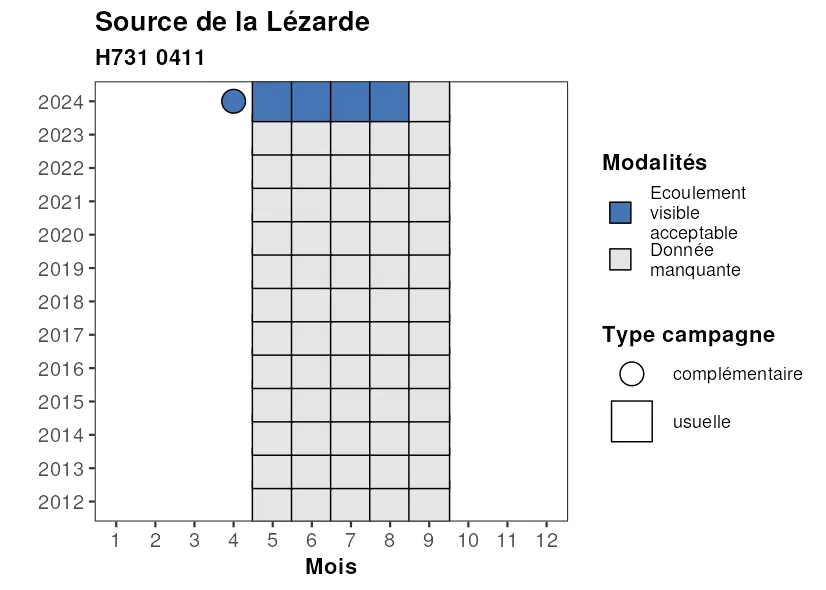 Source de la Lézarde
H731 0411
2024
2023
2022
2021
2020
2019
2018
2017
2016
2015
2014
2013
2012
1 2 3 4 5 6 7 8 9 10 11 12
Mois
Modalités
Ecoulement
visible
acceptable
Donnée
manquante
Type campagne
complémentaire
usuelle